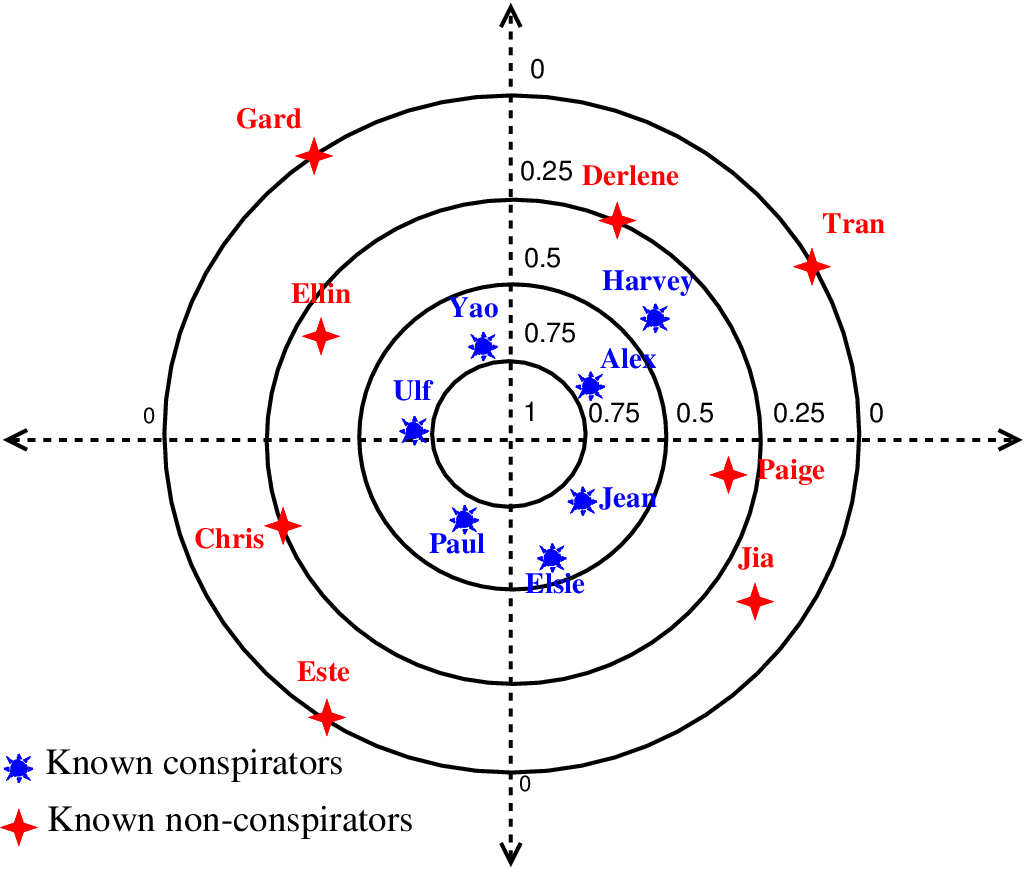 0
Gard
0.25
Derlene
Tran
0.5
Harvey
Ellin
Yao
0.75
Alex
Ulf
0
1
0.75
0.5
0.25
0
Paige
Jean
Chris
Paul
Jia
Elsie
Este
Known conspirators
0
Known non-conspirators